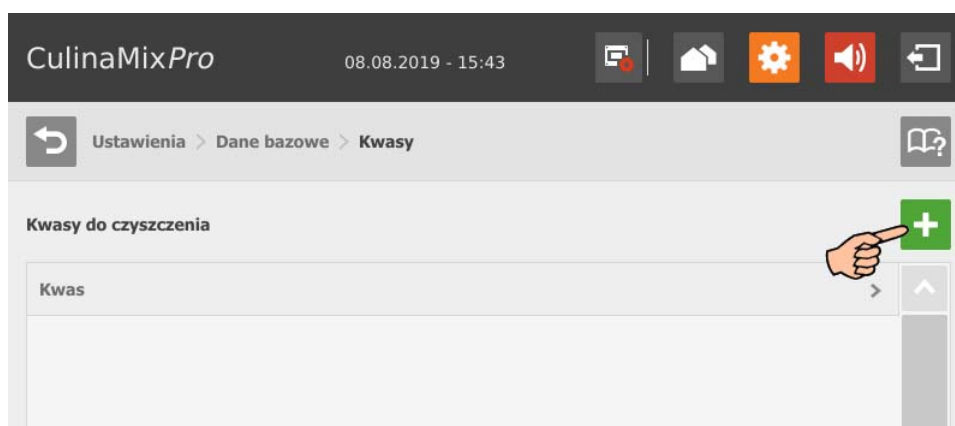 CulinaMixPro 08.08.2019 - 15:43
Ustawienia > Dane bazowe > Kwasy
Kwasy do czyszczenia
Kwas >